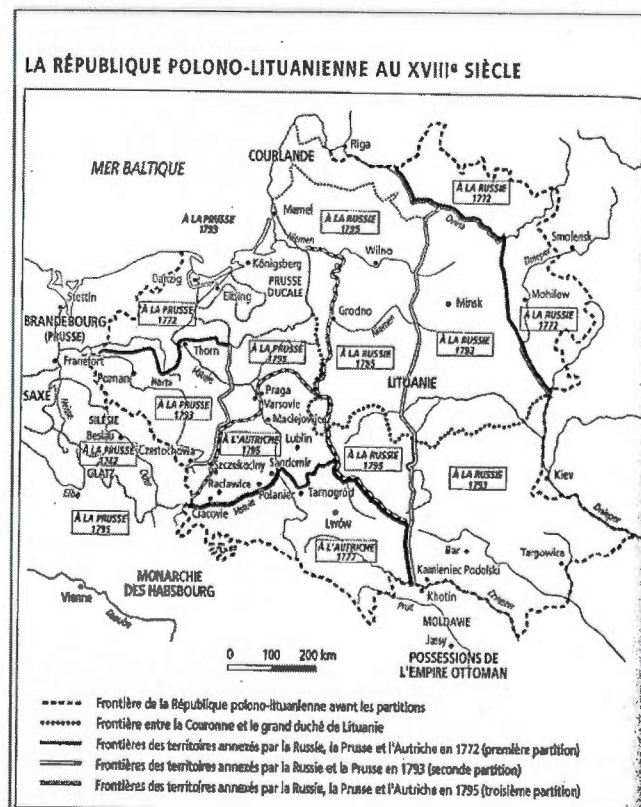 LA RÉPUBLIQUE POLONO-LITUANIENNE AU XVIIIe SIÈCLE
MER BALTIQUE
COURLANDE
Riga
À LA RUSSIE
1772
À LA PRUSSE
1793
Memel
À LA RUSSIE
1795
Duna
Smolensk
Niemen
Wilno
Dnieper
Königsberg
Danzig
PRUSSE
DUCALE
Elbing
Stettin
À LA PRUSSE
1772
Grodno
Minsk
Mohilew
À LA RUSSIE
1772
BRANDEBOURG
(PRUSSE)
Niemen
Francfort
Thorn
À LA PRUSSE
1795
À LA RUSSIE
1795
À LA RUSSIE
1793
LITUANIE
SAXE
Poznań
Warta
Praga
Varsovie
Maciejowice
À LA PRUSSE
1793
SILÉSIE
Breslau
Lublin
À L'AUTRICHE
1795
À LA RUSSIE
1795
À LA PRUSSE
1742
Czestochowa
GLATZ
Szczekociny
Sandomir
À LA RUSSIE
1793
Kiev
Elbe
Oder
Raclawice
Polaniec
Tarnogród
Cracovie
Dnieper
À LA PRUSSE
1795
Lwów
Bar
Targowica
À L'AUTRICHE
1772
Kamieniec Podolski
MONARCHIE
DES HABSBOURG
Khotin
Dniester
Vienne
Prut
MOLDAVIE
Danube
Jassy
0 100 200 km
POSSESSIONS DE
L'EMPIRE OTTOMAN
Frontière de la République polono-lituanienne avant les partitions
Frontière entre la Couronne et le grand duché de Lituanie
Frontières des territoires annexés par la Russie, la Prusse et l'Autriche en 1772 (première partition)
Frontières des territoires annexés par la Russie et la Prusse en 1793 (seconde partition)
Frontières des territoires annexés par la Russie, la Prusse et l'Autriche en 1795 (troisième partition)